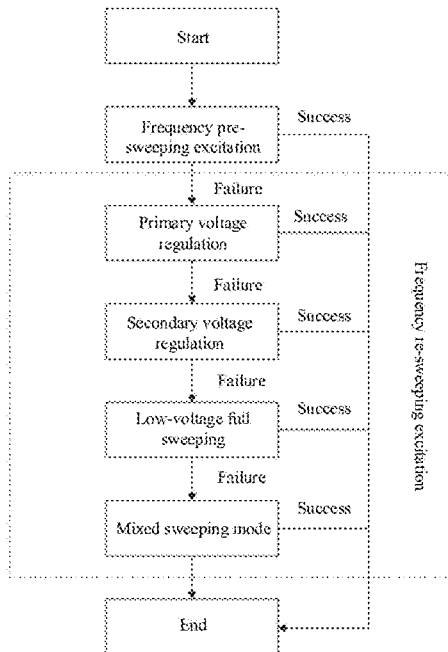 Start
Success
Frequency pre-
sweeping excitation
Failure
Primary voltage
regulation
Success
Failure
Secondary voltage
regulation
Success
Failure
Low-voltage full
sweeping
Success
Failure
Mixed sweeping mode
Success
End
Frequency re-sweeping excitation